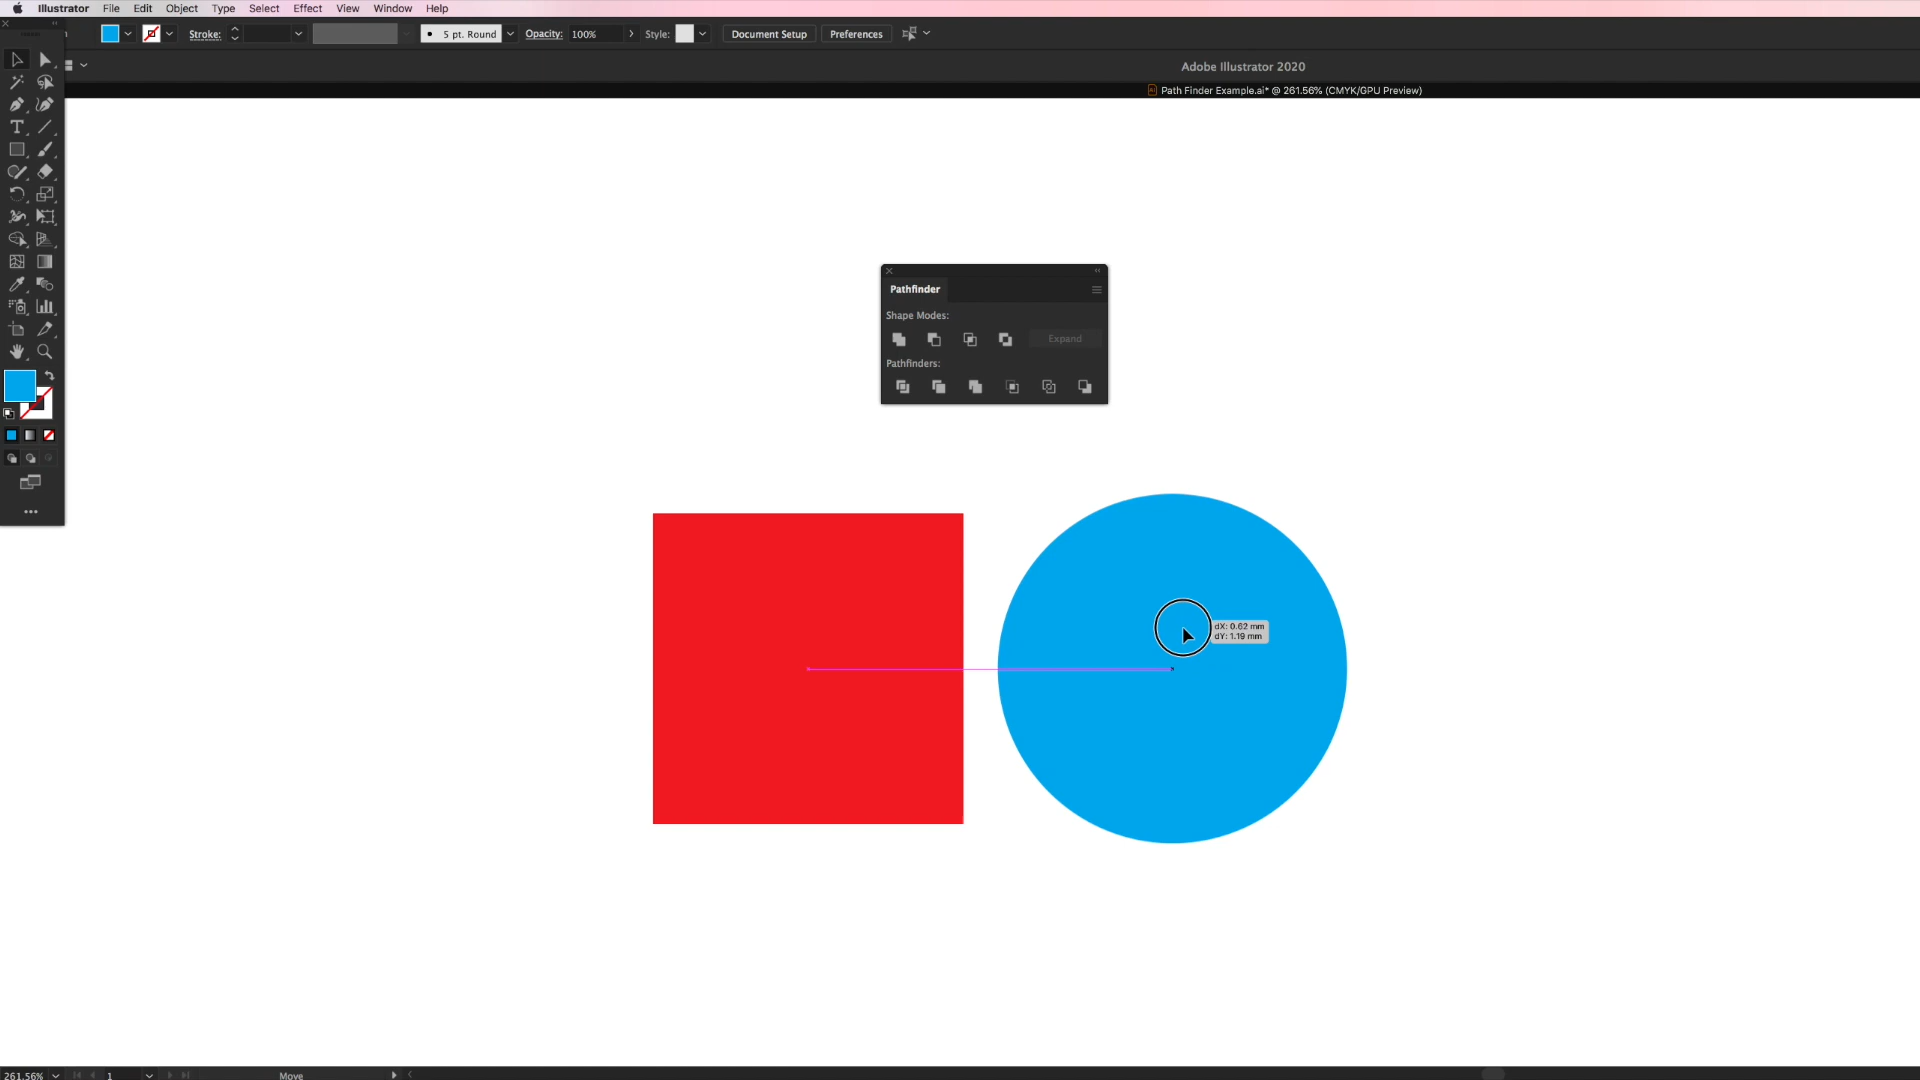 Illustrator File Edit Object Type Select Effect View Window Help
Stroke: 5 pt. Round Opacity: 100% Style: Document Setup Preferences
Adobe Illustrator 2020
Path Finder Example.ai* @ 261.56% (CMYK/GPU Preview)
Pathfinder
Shape Modes:
Expand
Pathfinders:
dX: 0.62 mm
dY: 1.19 mm
261.56% 1 Move